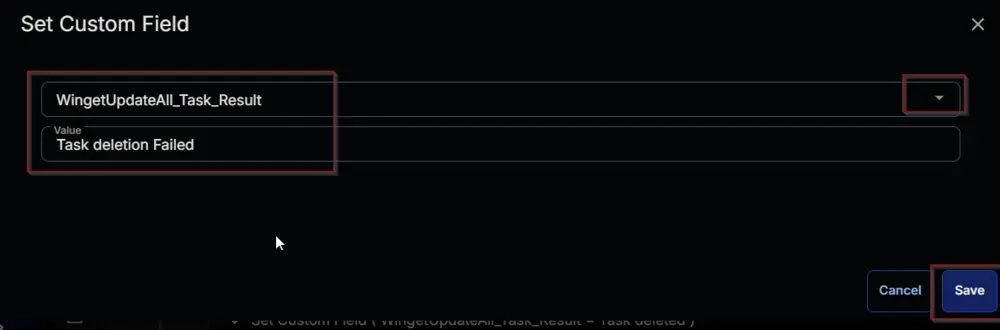 Set Custom Field
WingetUpdateAll_Task_Result
Value
Task deletion Failed
Cancel
Save
Set Custom Field ( WingetUpdateAll_Task_Result = Task deleted )